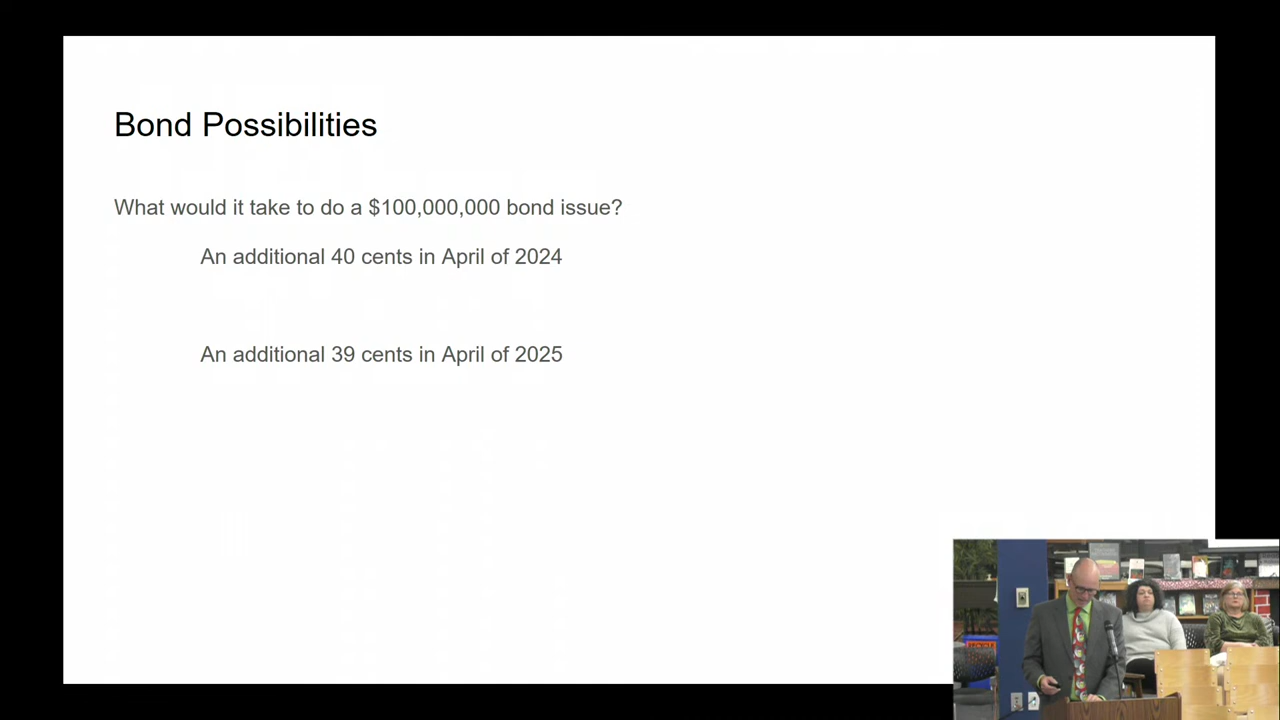 Bond Possibilities
What would it take to do a $100,000,000 bond issue?
An additional 40 cents in April of 2024
An additional 39 cents in April of 2025